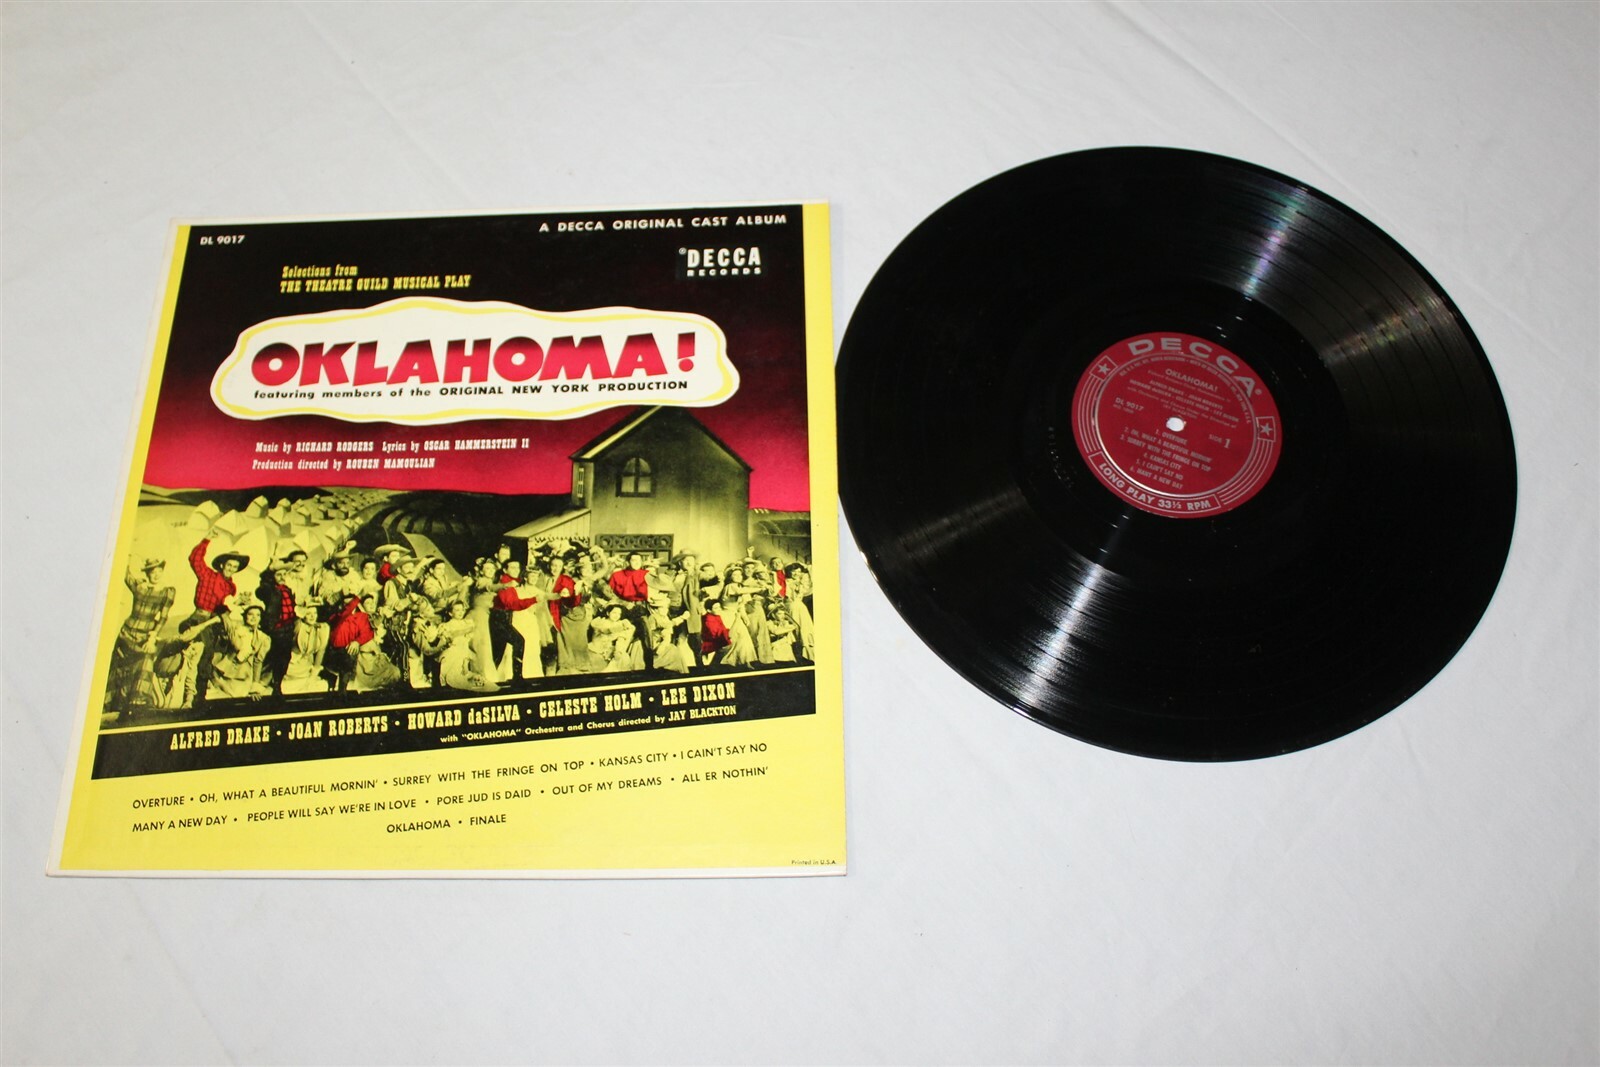 DL 9017
A DECCA ORIGINAL CAST ALBUM
® DECCA
RECORDS
Selections from
THE THEATRE GUILD MUSICAL PLAY
OKLAHOMA!
featuring members of the ORIGINAL NEW YORK PRODUCTION
Music by RICHARD RODGERS Lyrics by OSCAR HAMMERSTEIN II
Production directed by ROUBEN MAMOULIAN
ALFRED DRAKE · JOAN ROBERTS · HOWARD daSILVA · CELESTE HOLM · LEE DIXON
with "OKLAHOMA" Orchestra and Chorus directed by JAY BLACKTON
OVERTURE • OH, WHAT A BEAUTIFUL MORNIN' • SURREY WITH THE FRINGE ON TOP • KANSAS CITY • I CAIN'T SAY NO
MANY A NEW DAY • PEOPLE WILL SAY WE'RE IN LOVE • PORE JUD IS DAID • OUT OF MY DREAMS • ALL ER NOTHIN'
OKLAHOMA • FINALE
Printed in U.S.A.
DECCA®
OKLAHOMA!
DL 9017
SIDE 1
1. OVERTURE
2. OH, WHAT A BEAUTIFUL MORNIN'
3. SURREY WITH THE FRINGE ON TOP
4. KANSAS CITY
5. I CAIN'T SAY NO
6. MANY A NEW DAY
LONG PLAY 33⅓ RPM